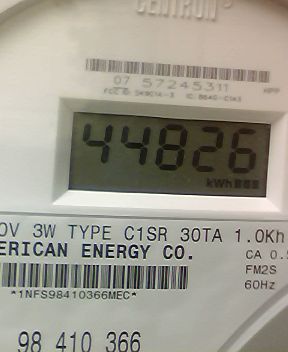 CENTRON®
07 57245311
44826
kWh
0V 3W TYPE C1SR 30TA 1.0Kh
ERICAN ENERGY CO.
CA 0.5
FM2S
*1NFS98410366MEC*
60Hz
98 410 366